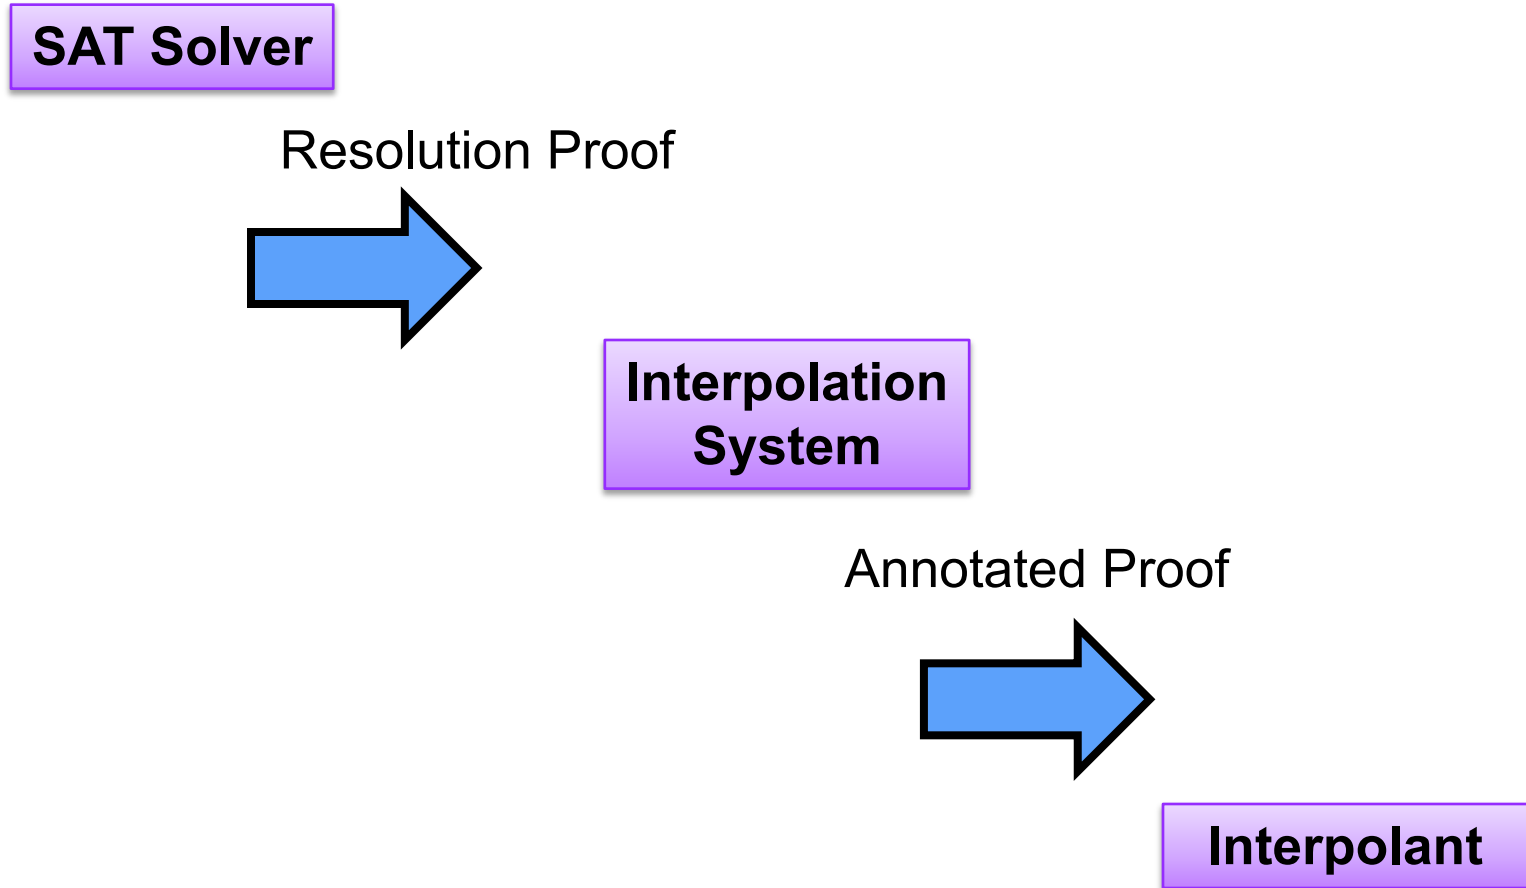 SAT Solver
Resolution Proof
Interpolation
System
Annotated Proof
Interpolant